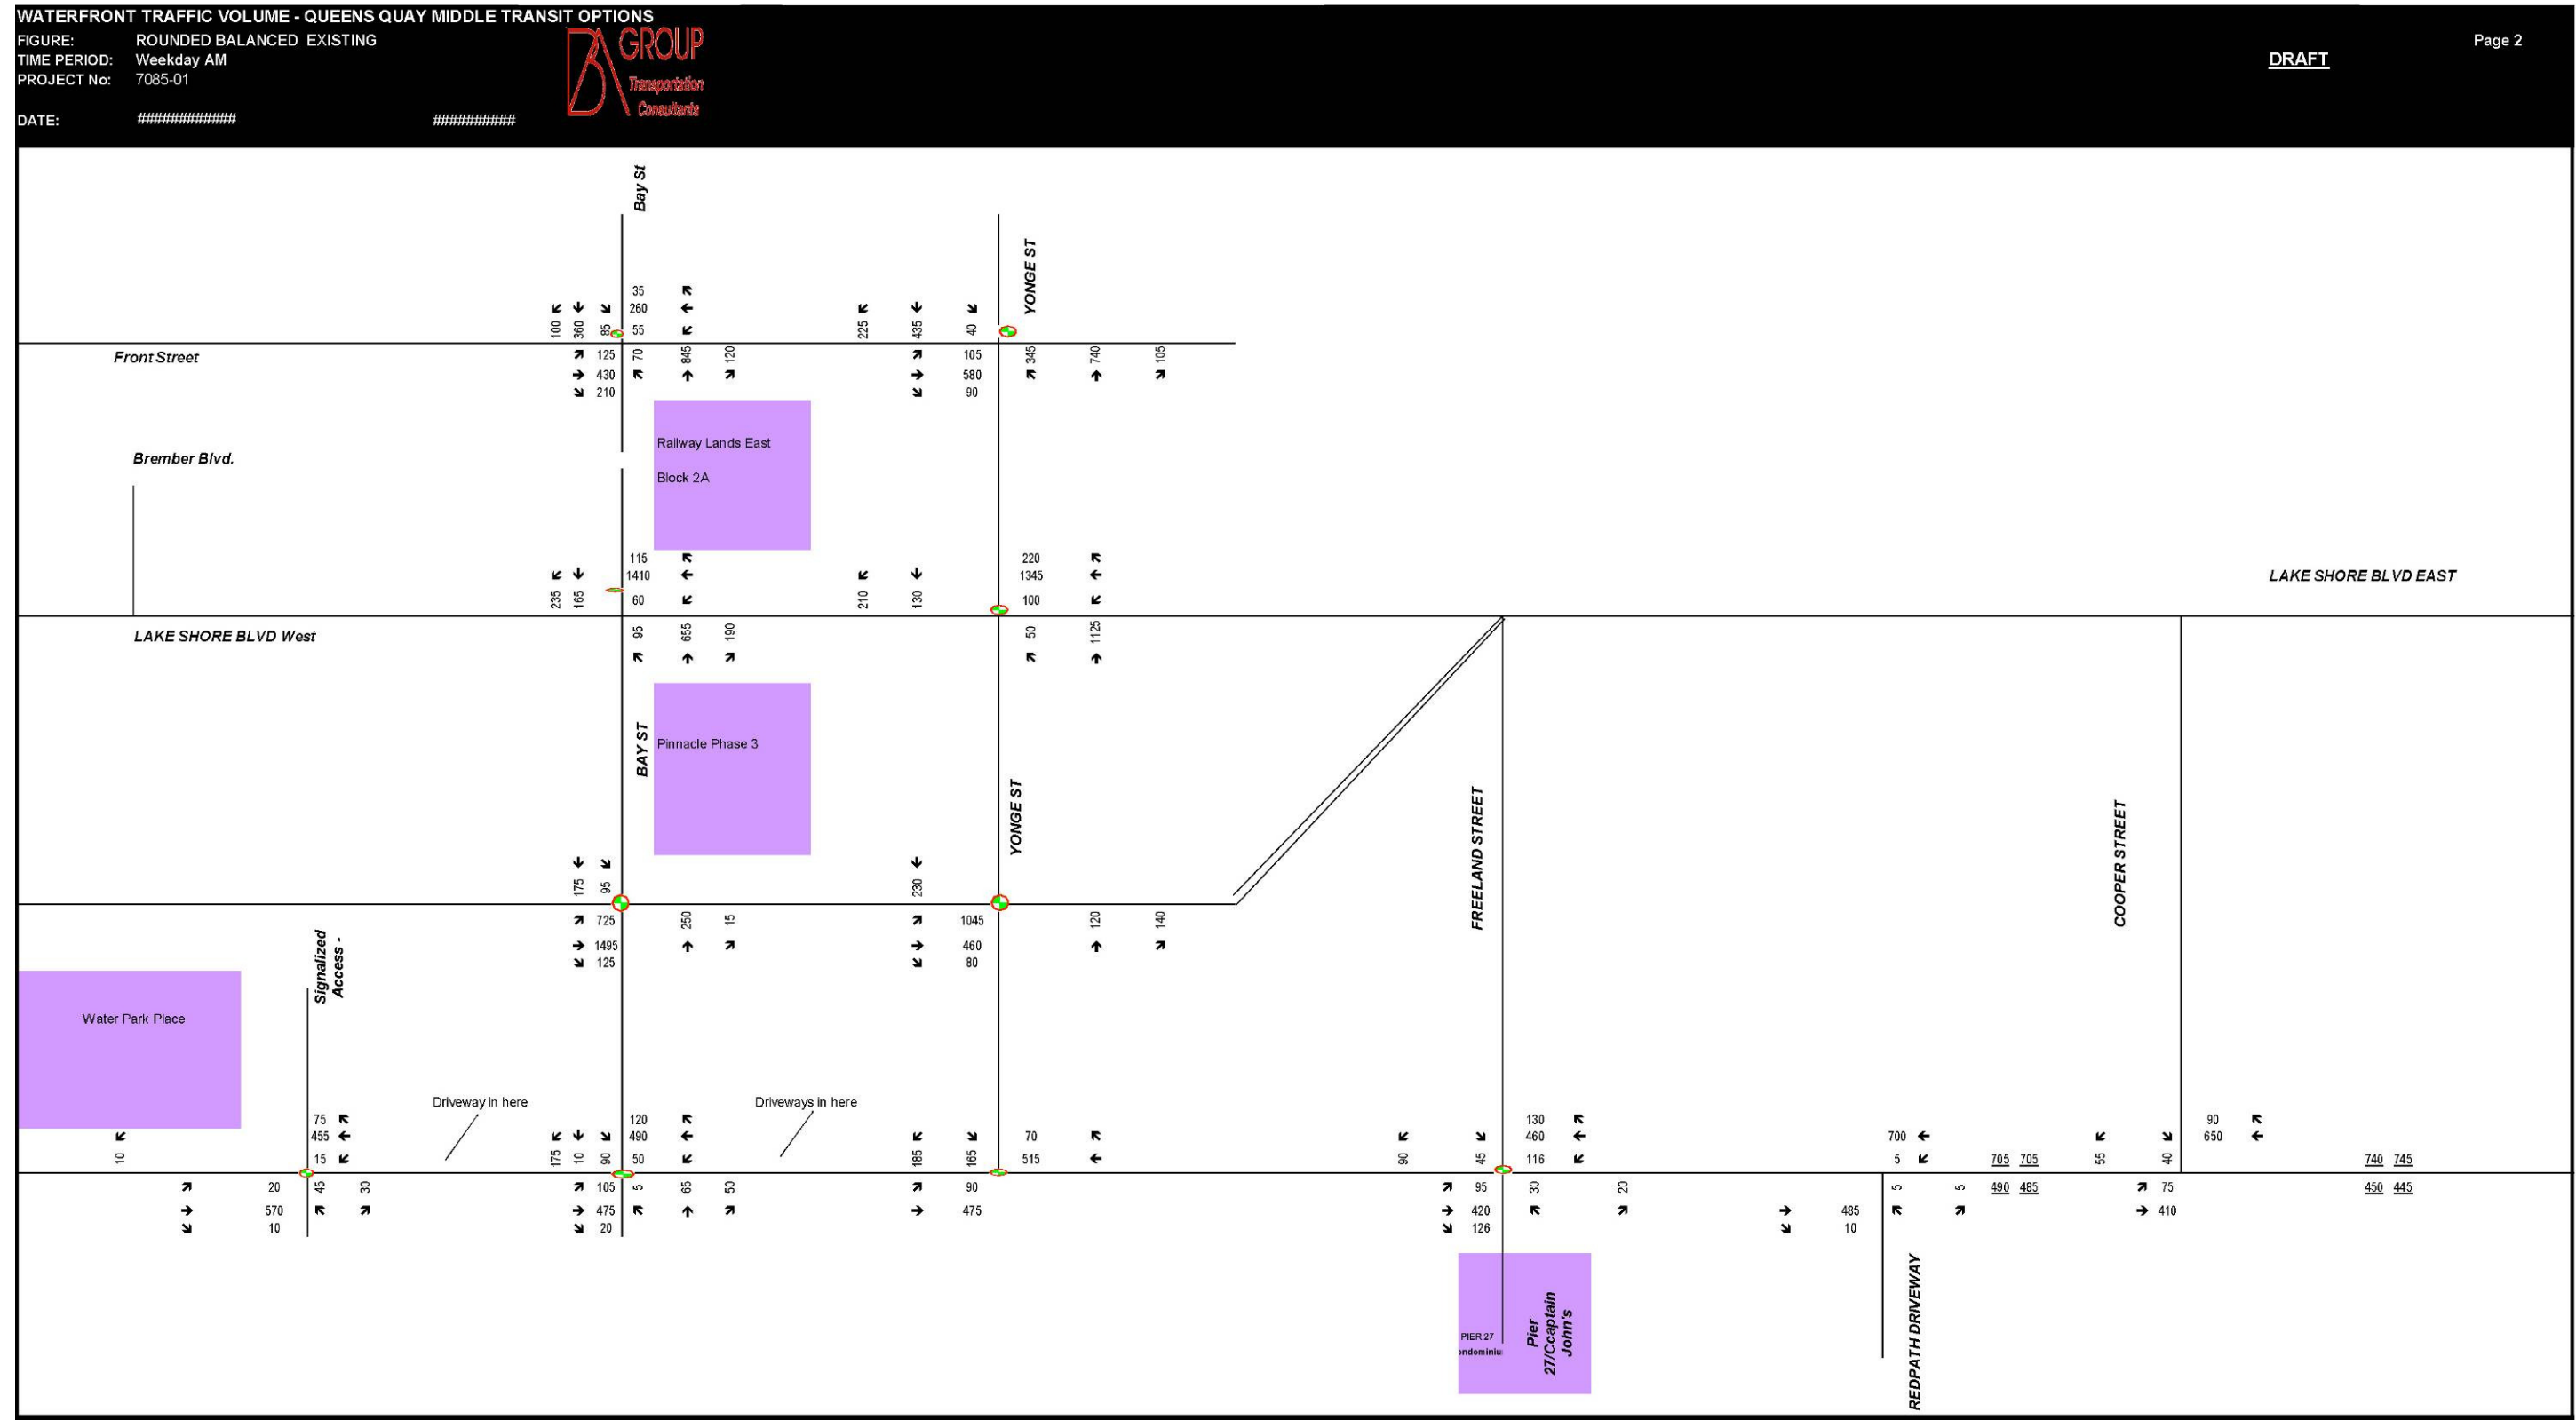 WATERFRONT TRAFFIC VOLUME - QUEENS QUAY MIDDLE TRANSIT OPTIONS
FIGURE: ROUNDED BALANCED EXISTING
TIME PERIOD: Weekday AM
PROJECT No: 7085-01
DATE: ############ ##########
BA GROUP
Transportation
Consultants
DRAFT
Page 2
Bay St
YONGE ST
35
260
55
100 360 85
225 435 40
Front Street
125 70 845 120
430
210
105 345 740 105
580
90
Railway Lands East
Block 2A
Brember Blvd.
115
1410
60
235 165
210 130
220
1345
100
LAKE SHORE BLVD EAST
LAKE SHORE BLVD West
95 655 190
50 1125
BAY ST
Pinnacle Phase 3
YONGE ST
FREELAND STREET
COOPER STREET
175 95
230
725 250 15
1495
125
1045 120 140
460
80
Signalized
Access -
Water Park Place
Driveway in here
Driveways in here
10
75
455
15
175 10 90
120
490
50
185 165
70
515
90 45
130
460
116
700
5
705 705
55 40
90
650
740 745
20 45 30
570
10
105 5 65 50
475
20
90
475
95 30 20
420
126
485
10
5 5
490 485
75
410
450 445
PIER 27
ondominiu
Pier
27/Ccaptain
John's
REDPATH DRIVEWAY